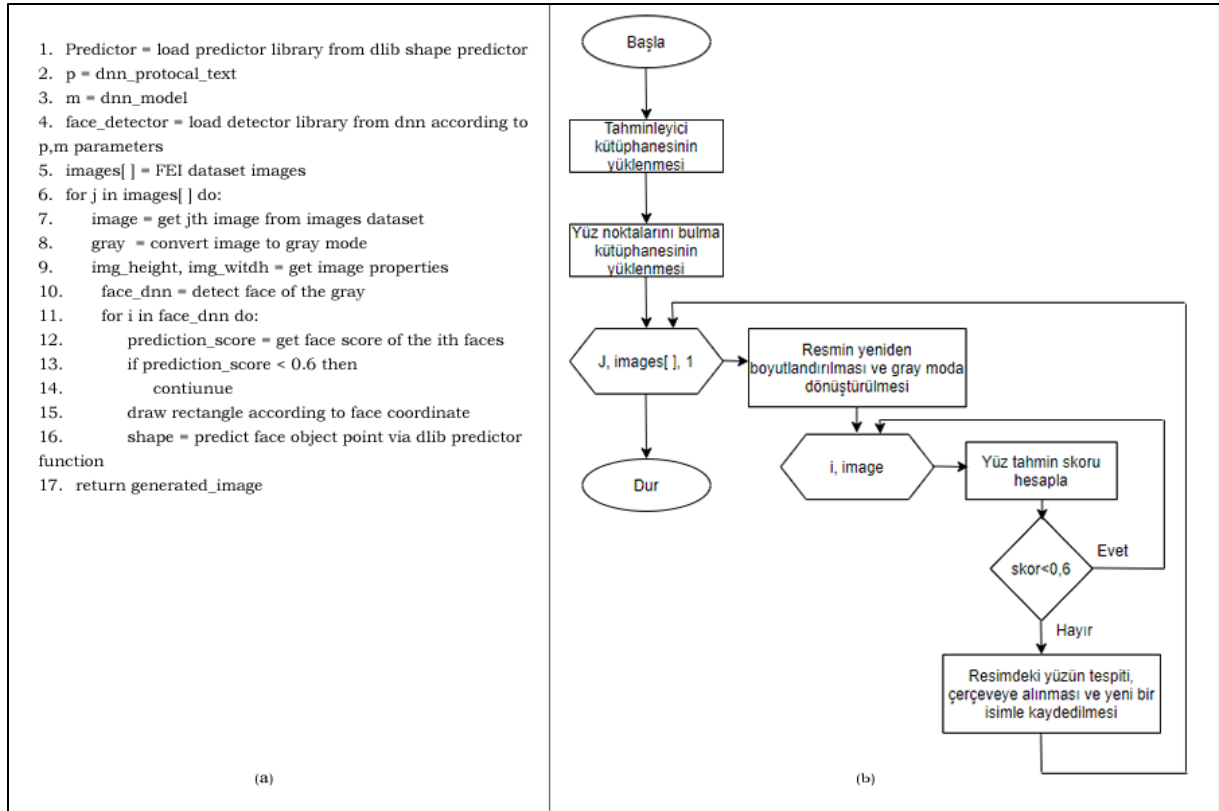 1. Predictor = load predictor library from dlib shape predictor
2. p = dnn_protocal_text
3. m = dnn_model
4. face_detector = load detector library from dnn according to
p,m parameters
5. images[ ] = FEI dataset images
6. for j in images[ ] do:
7. image = get jth image from images dataset
8. gray = convert image to gray mode
9. img_height, img_witdh = get image properties
10. face_dnn = detect face of the gray
11. for i in face_dnn do:
12. prediction_score = get face score of the ith faces
13. if prediction_score < 0.6 then
14. contiunue
15. draw rectangle according to face coordinate
16. shape = predict face object point via dlib predictor
function
17. return generated_image
(a)
Başla
Tahminleyici
kütüphanesinin
yüklenmesi
Yüz noktalarını bulma
kütüphanesinin
yüklenmesi
J, images[ ], 1
Resmin yeniden
boyutlandırılması ve gray moda
dönüştürülmesi
i, image
Yüz tahmin skoru
hesapla
Dur
skor<0,6
Evet
Hayır
Resimdeki yüzün tespiti,
çerçeveye alınması ve yeni bir
isimle kaydedilmesi
(b)